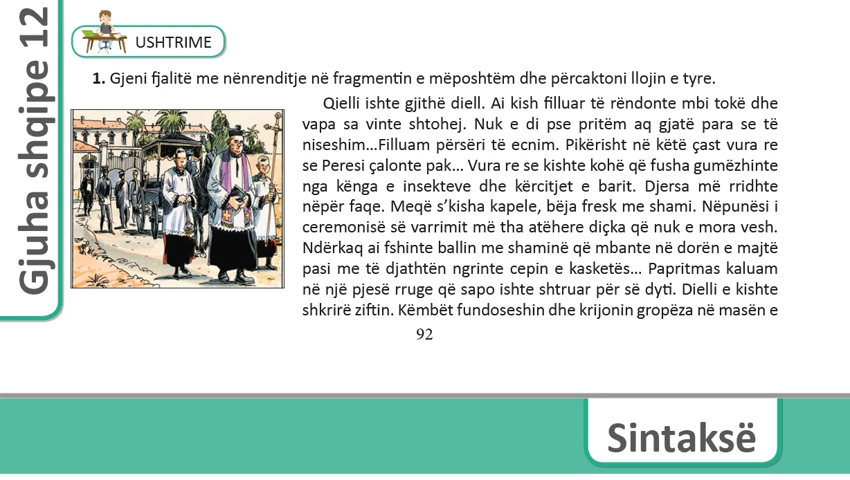 Gjuha shqipe 12
USHTRIME
1. Gjeni fjalitë me nënrenditje në fragmentin e mëposhtëm dhe përcaktoni llojin e tyre.
Qielli ishte gjithë diell. Ai kish filluar të rëndonte mbi tokë dhe
vapa sa vinte shtohej. Nuk e di pse pritëm aq gjatë para se të
niseshim...Filluam përsëri të ecnim. Pikërisht në këtë çast vura re
se Peresi çalonte pak... Vura re se kishte kohë që fusha gumëzhinte
nga kënga e insekteve dhe kërcitjet e barit. Djersa më rridhte
nëpër faqe. Meqë s’kisha kapele, bëja fresk me shami. Nëpunësi i
ceremonisë së varrimit më tha atëhere diçka që nuk e mora vesh.
Ndërkaq ai fshinte ballin me shaminë që mbante në dorën e majtë
pasi me të djathtën ngrinte cepin e kasketës... Papritmas kaluam
në një pjesë rruge që sapo ishte shtruar për së dyti. Dielli e kishte
shkrirë ziftin. Këmbët fundoseshin dhe krijonin gropëza në masën e
92
Sintaksë